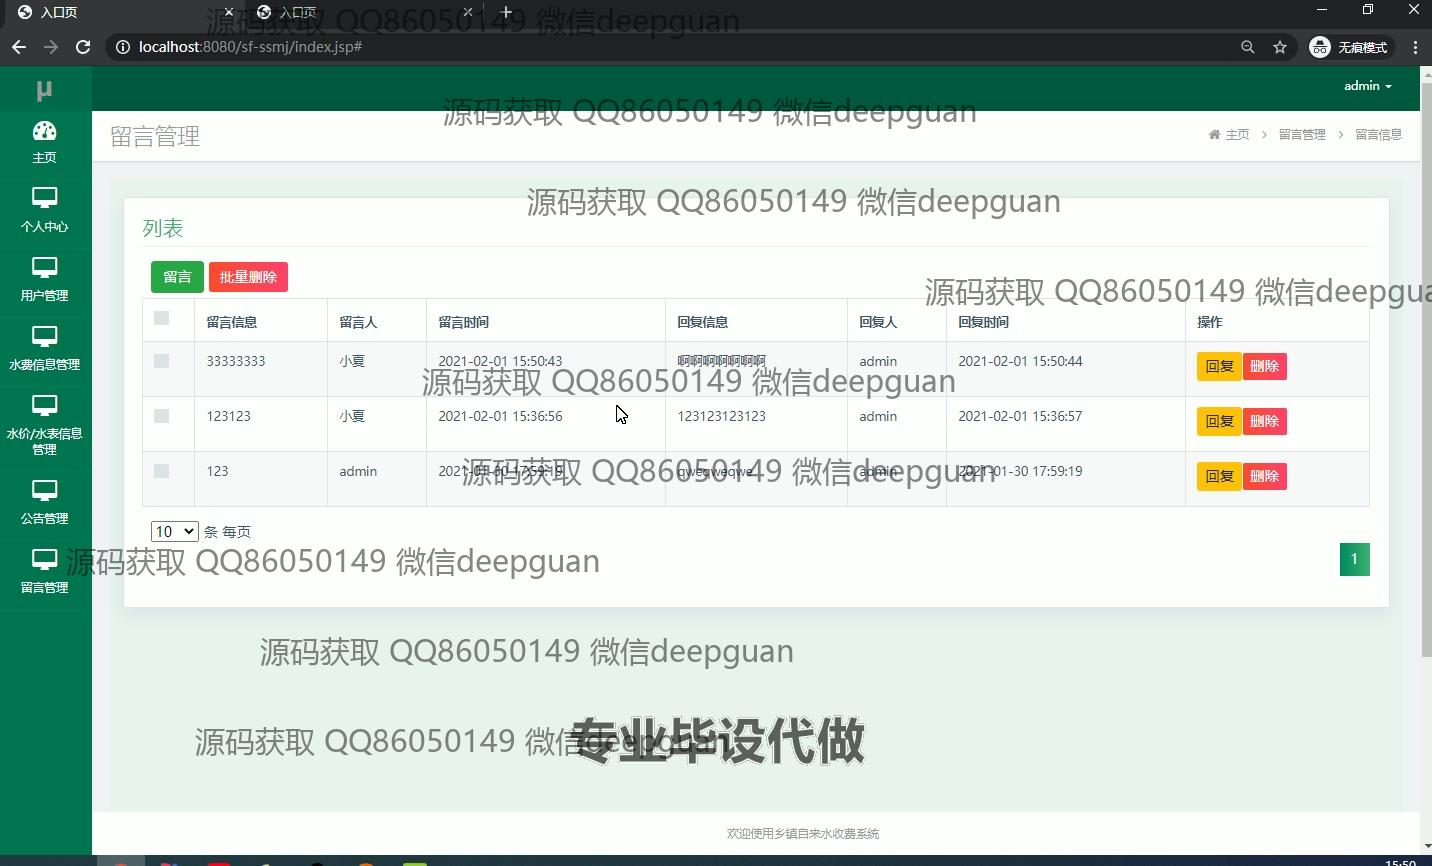 入口页
入口页
源码获取 QQ86050149 微信deepguan
localhost:8080/sf-ssmj/index.jsp#
无痕模式
μ
admin
源码获取 QQ86050149 微信deepguan
留言管理
主页 > 留言管理 > 留言信息
主页
个人中心
用户管理
水费信息管理
水价/水表信息
管理
公告管理
留言管理
源码获取 QQ86050149 微信deepguan
列表
留言 批量删除
源码获取 QQ86050149 微信deepgua
留言信息 留言人 留言时间 回复信息 回复人 回复时间 操作
33333333 小夏 2021-02-01 15:50:43 啊啊啊啊啊啊啊 admin 2021-02-01 15:50:44 回复 删除
源码获取 QQ86050149 微信deepguan
123123 小夏 2021-02-01 15:36:56 123123123123 admin 2021-02-01 15:36:57 回复 删除
123 admin 2021-01-30 17:59:19 qweqweqwe admin 2021-01-30 17:59:19 回复 删除
源码获取 QQ86050149 微信deepguan
10 条 每页
1
源码获取 QQ86050149 微信deepguan
源码获取 QQ86050149 微信deepguan
源码获取 QQ86050149 微信deepguan
专业毕设代做
欢迎使用乡镇自来水收费系统
15:50